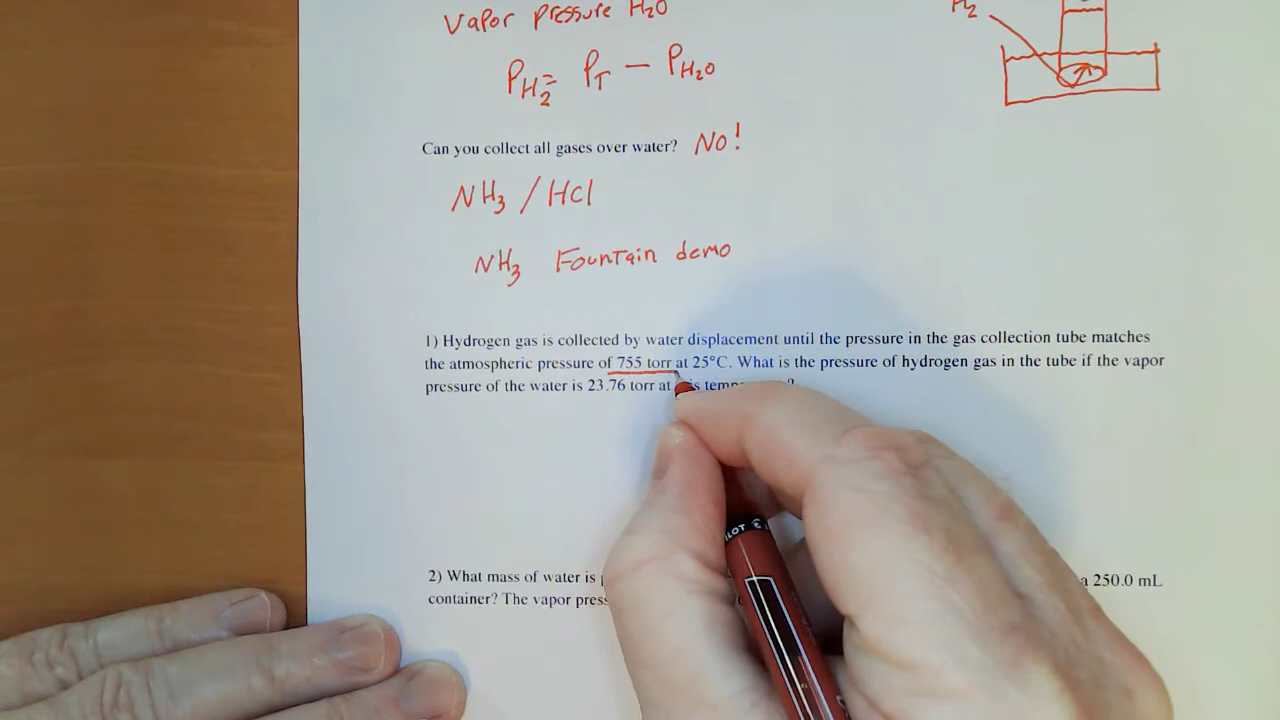 Vapor pressure H2O
H2
PH2 = PT - PH2O
Can you collect all gases over water? No!
NH3 / HCl
NH3 Fountain demo
1) Hydrogen gas is collected by water displacement until the pressure in the gas collection tube matches
the atmospheric pressure of 755 torr at 25°C. What is the pressure of hydrogen gas in the tube if the vapor
pressure of the water is 23.76 torr at
2) What mass of water is a 250.0 mL
container? The vapor